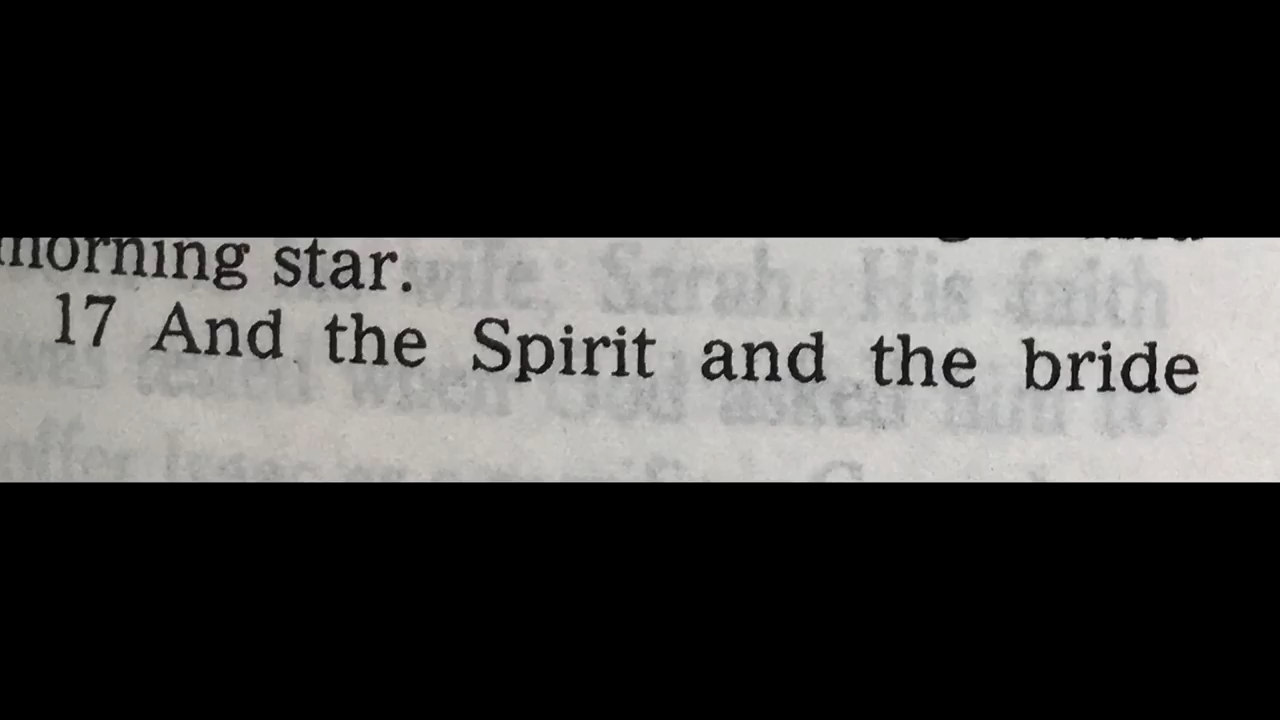 morning star.
17 And the Spirit and the bride